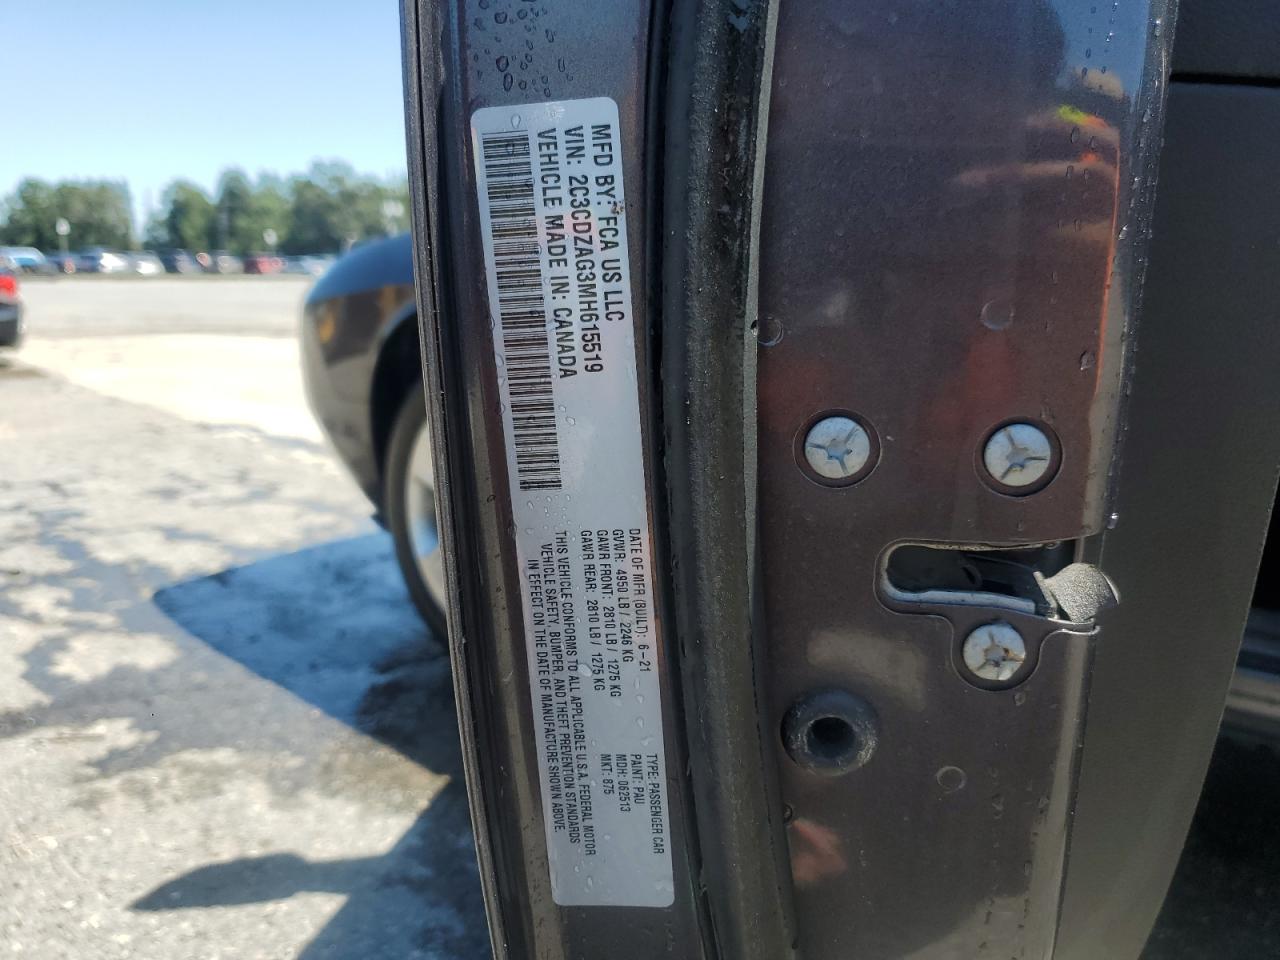 MFD BY: FCA US LLC
VIN: 2C3CDZAG3MH615519
VEHICLE MADE IN: CANADA
DATE OF MFR (BUILT): 6-21
GVWR: 4950 LB / 2246 KG
GAWR FRONT: 2810 LB / 1275 KG
GAWR REAR: 2810 LB / 1275 KG
THIS VEHICLE CONFORMS TO ALL APPLICABLE U.S.A. FEDERAL MOTOR
VEHICLE SAFETY, BUMPER, AND THEFT PREVENTION STANDARDS
IN EFFECT ON THE DATE OF MANUFACTURE SHOWN ABOVE.
TYPE: PASSENGER CAR
PAINT: PAU
MDH: 062513
MKT: 875